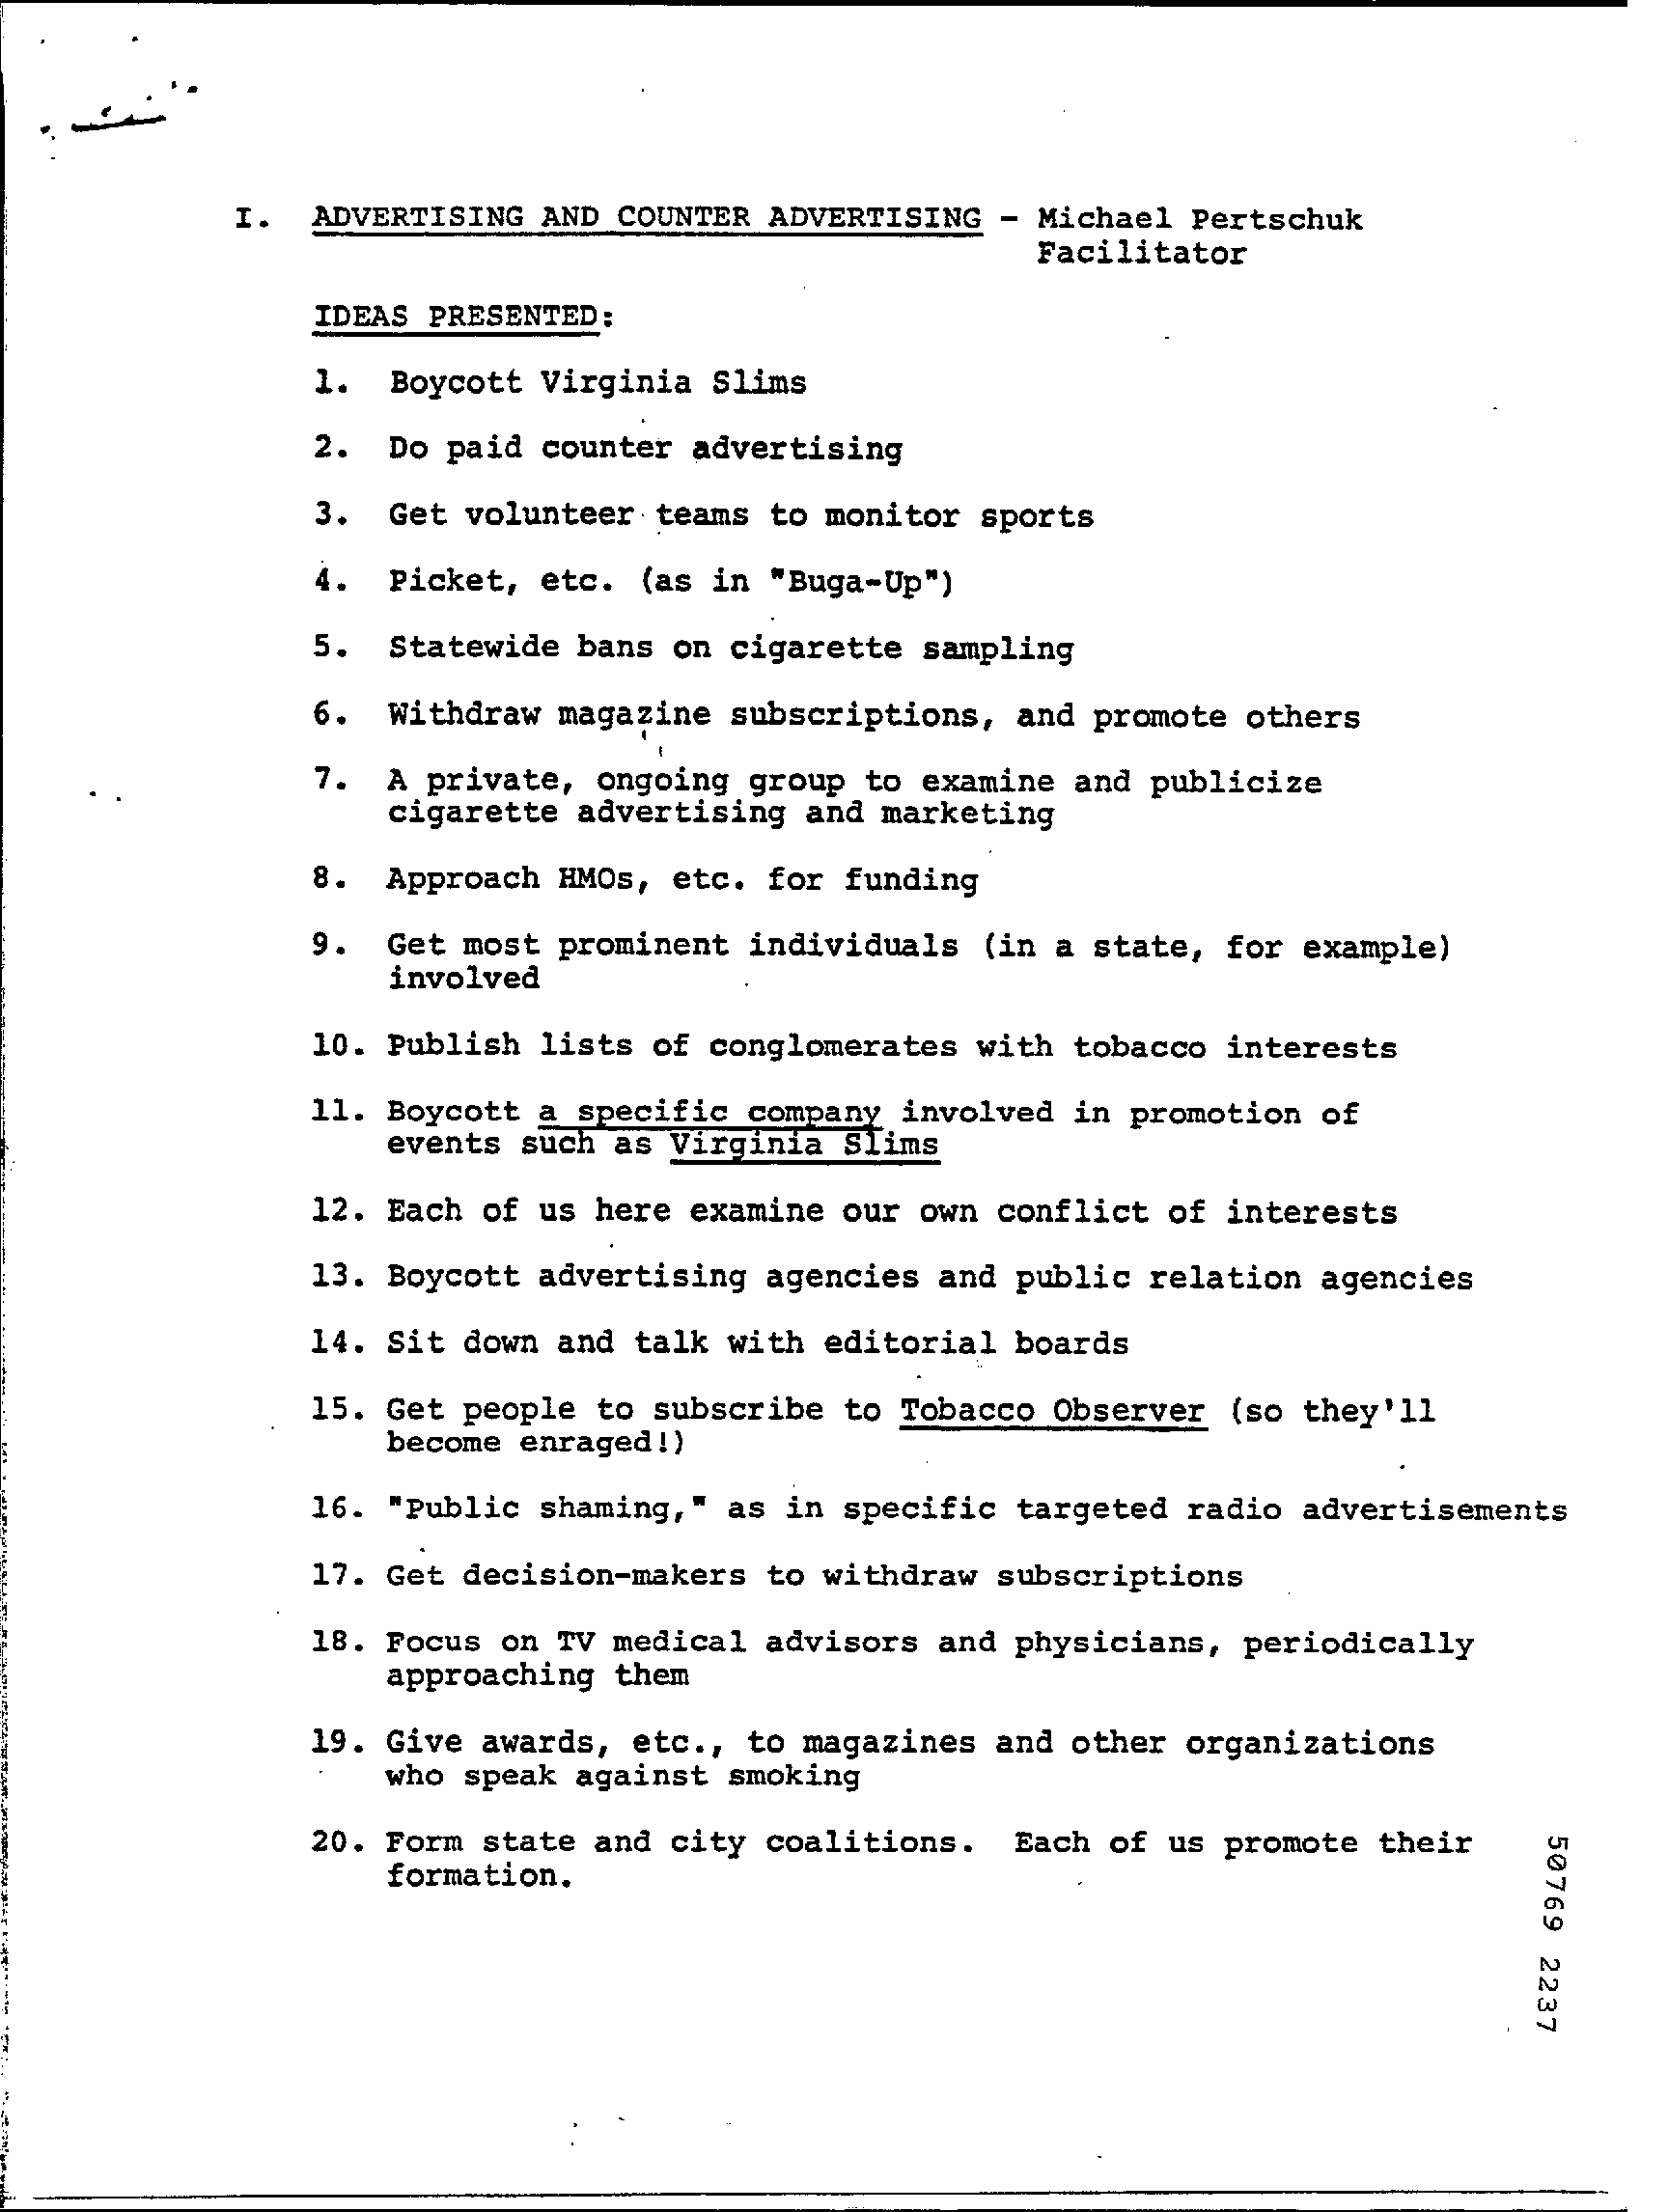 I. ADVERTISING AND COUNTER ADVERTISING - Michael Pertschuk
Facilitator
IDEAS PRESENTED:
1. Boycott Virginia Slims
2. Do paid counter advertising
3. Get volunteer teams to monitor sports
4. Picket, etc. (as in "Buga-Up")
5. Statewide bans on cigarette sampling
6. Withdraw magazine subscriptions, and promote others
7. A private, ongoing group to examine and publicize
cigarette advertising and marketing
8. Approach HMOs, etc. for funding
9. Get most prominent individuals (in a state, for example)
involved
10. Publish lists of conglomerates with tobacco interests
11. Boycott a specific company involved in promotion of
events such as Virginia Slims
12. Each of us here examine our own conflict of interests
13. Boycott advertising agencies and public relation agencies
14. Sit down and talk with editorial boards
15. Get people to subscribe to Tobacco Observer (so they'll
become enraged!)
16. "Public shaming," as in specific targeted radio advertisements
17. Get decision-makers to withdraw subscriptions
18. Focus on TV medical advisors and physicians, periodically
approaching them
19. Give awards, etc., to magazines and other organizations
who speak against smoking
20. Form state and city coalitions. Each of us promote their
formation.
50769 2237